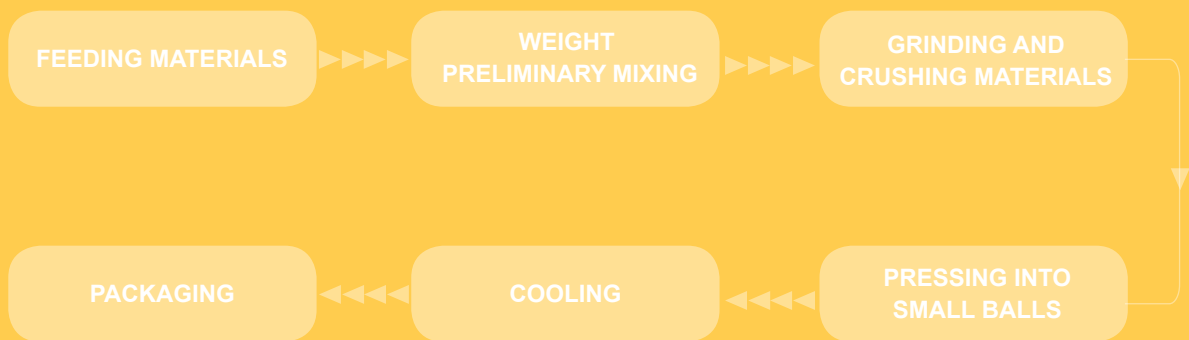 FEEDING MATERIALS
WEIGHT
PRELIMINARY MIXING
GRINDING AND
CRUSHING MATERIALS
PRESSING INTO
SMALL BALLS
COOLING
PACKAGING